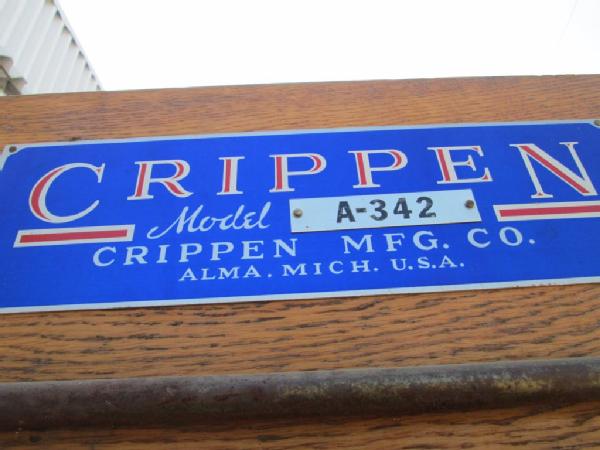 CRIPPEN
Model A-342
CRIPPEN MFG. CO.
ALMA. MICH. U.S.A.